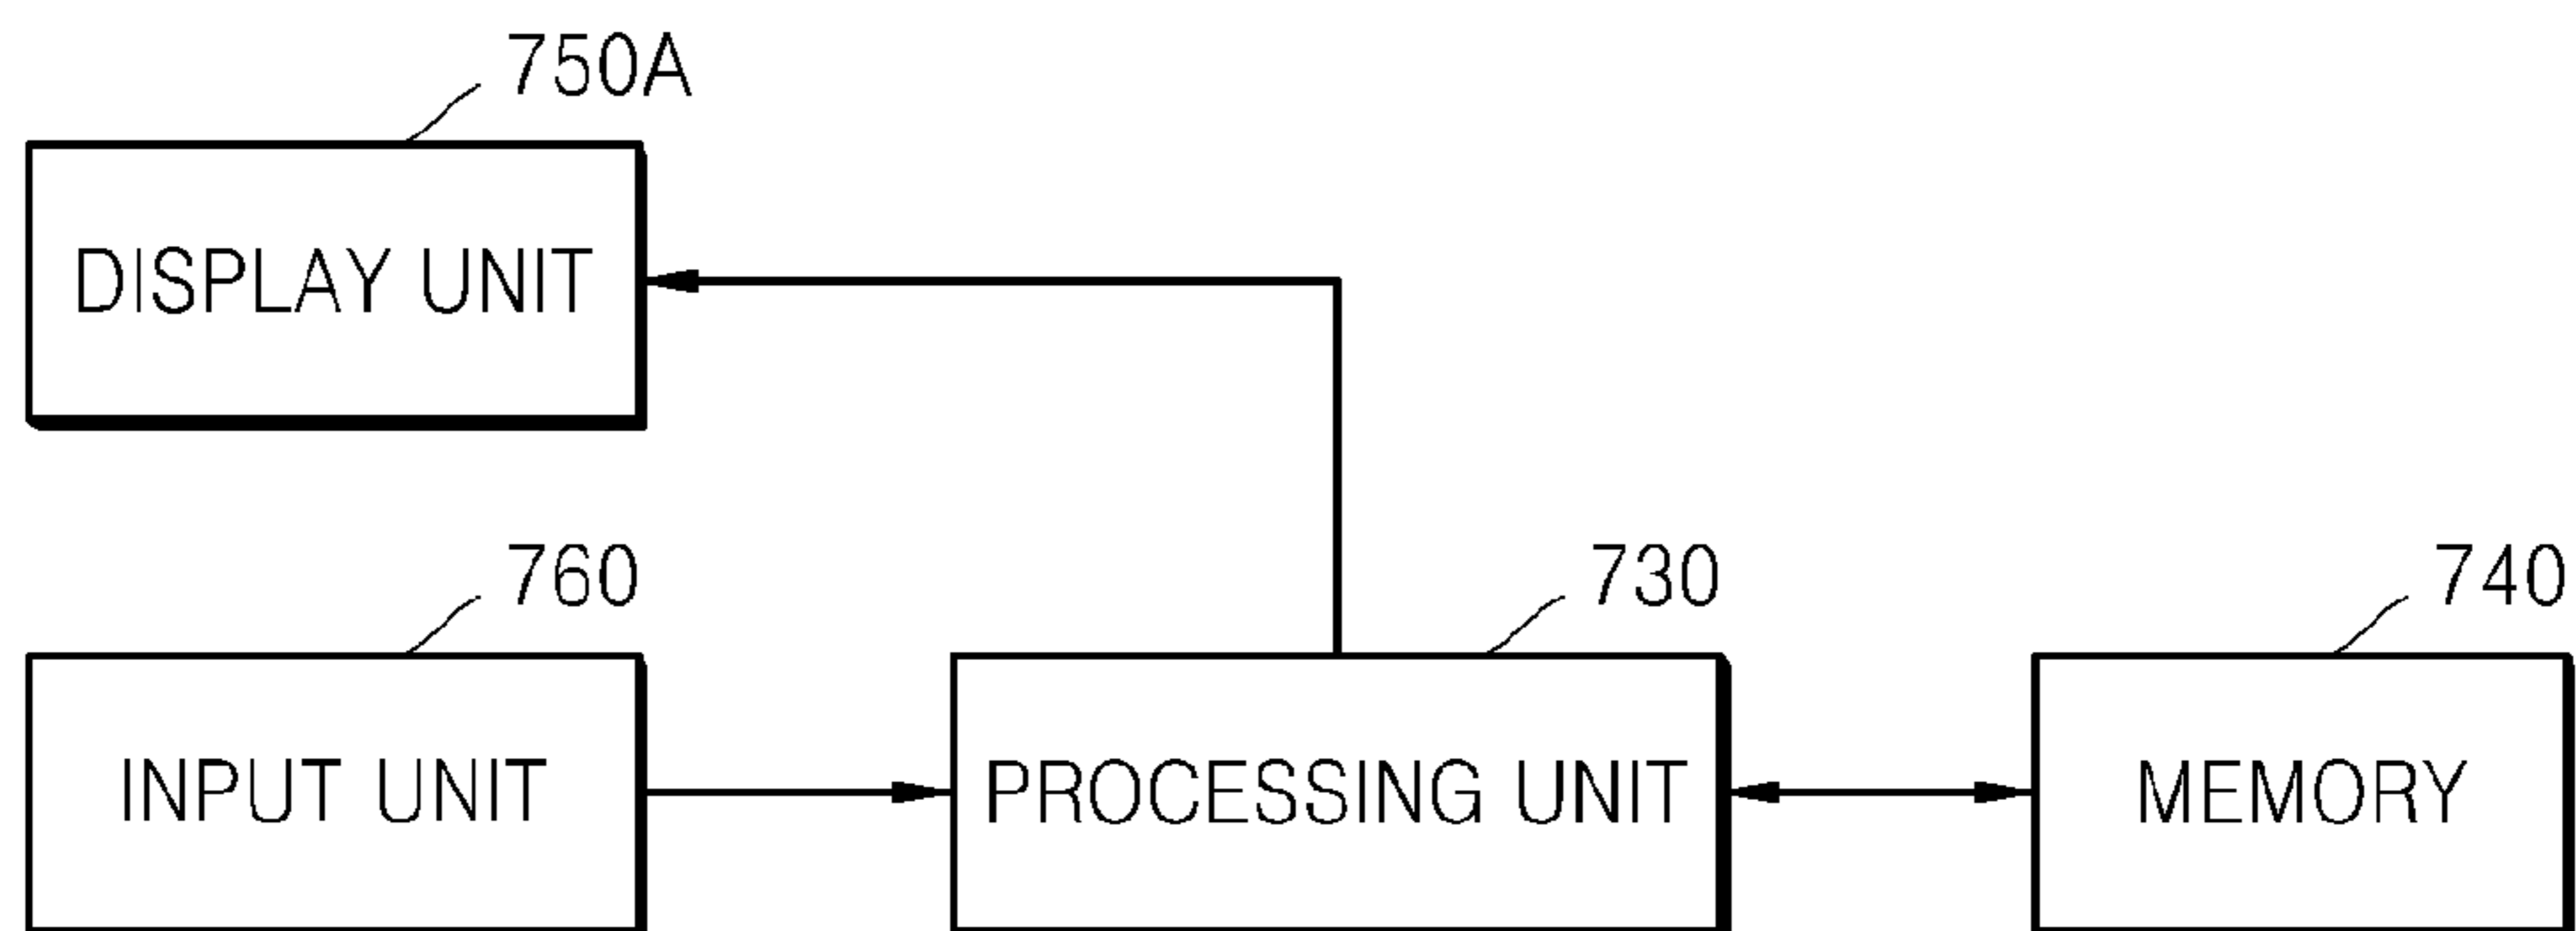 750A
DISPLAY UNIT
760
730
740
INPUT UNIT
PROCESSING UNIT
MEMORY